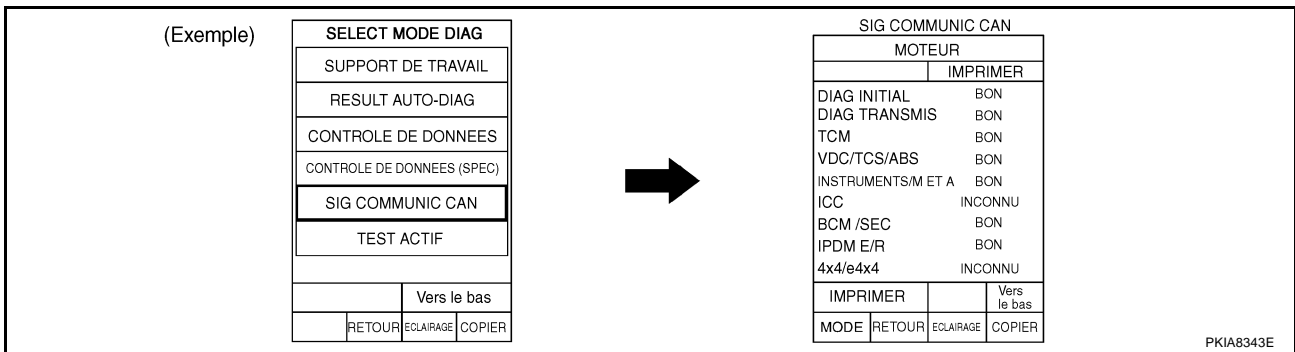 (Exemple)
SELECT MODE DIAG
SUPPORT DE TRAVAIL
RESULT AUTO-DIAG
CONTROLE DE DONNEES
CONTROLE DE DONNEES (SPEC)
SIG COMMUNIC CAN
TEST ACTIF
Vers le bas
RETOUR ECLAIRAGE COPIER
SIG COMMUNIC CAN
MOTEUR
IMPRIMER
DIAG INITIAL BON
DIAG TRANSMIS BON
TCM BON
VDC/TCS/ABS BON
INSTRUMENTS/M ET A BON
ICC INCONNU
BCM /SEC BON
IPDM E/R BON
4x4/e4x4 INCONNU
IMPRIMER Vers
le bas
MODE RETOUR ECLAIRAGE COPIER
PKIA8343E